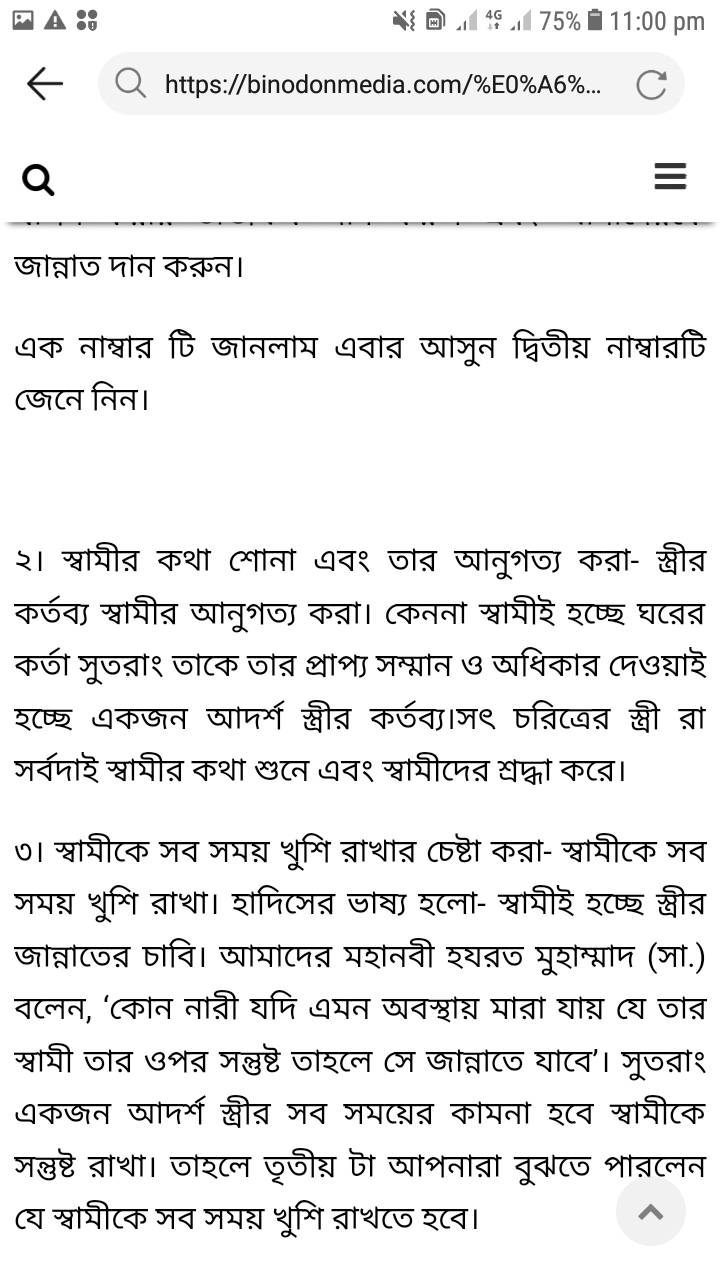 4G 75% 11:00 pm
https://binodonmedia.com/%E0%A6%...
জান্নাত দান করুন।
এক নাম্বার টি জানলাম এবার আসুন দ্বিতীয় নাম্বারটি
জেনে নিন।
২। স্বামীর কথা শোনা এবং তার আনুগত্য করা- স্ত্রীর
কর্তব্য স্বামীর আনুগত্য করা। কেননা স্বামীই হচ্ছে ঘরের
কর্তা সুতরাং তাকে তার প্রাপ্য সম্মান ও অধিকার দেওয়াই
হচ্ছে একজন আদর্শ স্ত্রীর কর্তব্য।সৎ চরিত্রের স্ত্রী রা
সর্বদাই স্বামীর কথা শুনে এবং স্বামীদের শ্রদ্ধা করে।
৩। স্বামীকে সব সময় খুশি রাখার চেষ্টা করা- স্বামীকে সব
সময় খুশি রাখা। হাদিসের ভাষ্য হলো- স্বামীই হচ্ছে স্ত্রীর
জান্নাতের চাবি। আমাদের মহানবী হযরত মুহাম্মাদ (সা.)
বলেন, ‘কোন নারী যদি এমন অবস্থায় মারা যায় যে তার
স্বামী তার ওপর সন্তুষ্ট তাহলে সে জান্নাতে যাবে’। সুতরাং
একজন আদর্শ স্ত্রীর সব সময়ের কামনা হবে স্বামীকে
সন্তুষ্ট রাখা। তাহলে তৃতীয় টা আপনারা বুঝতে পারলেন
যে স্বামীকে সব সময় খুশি রাখতে হবে।